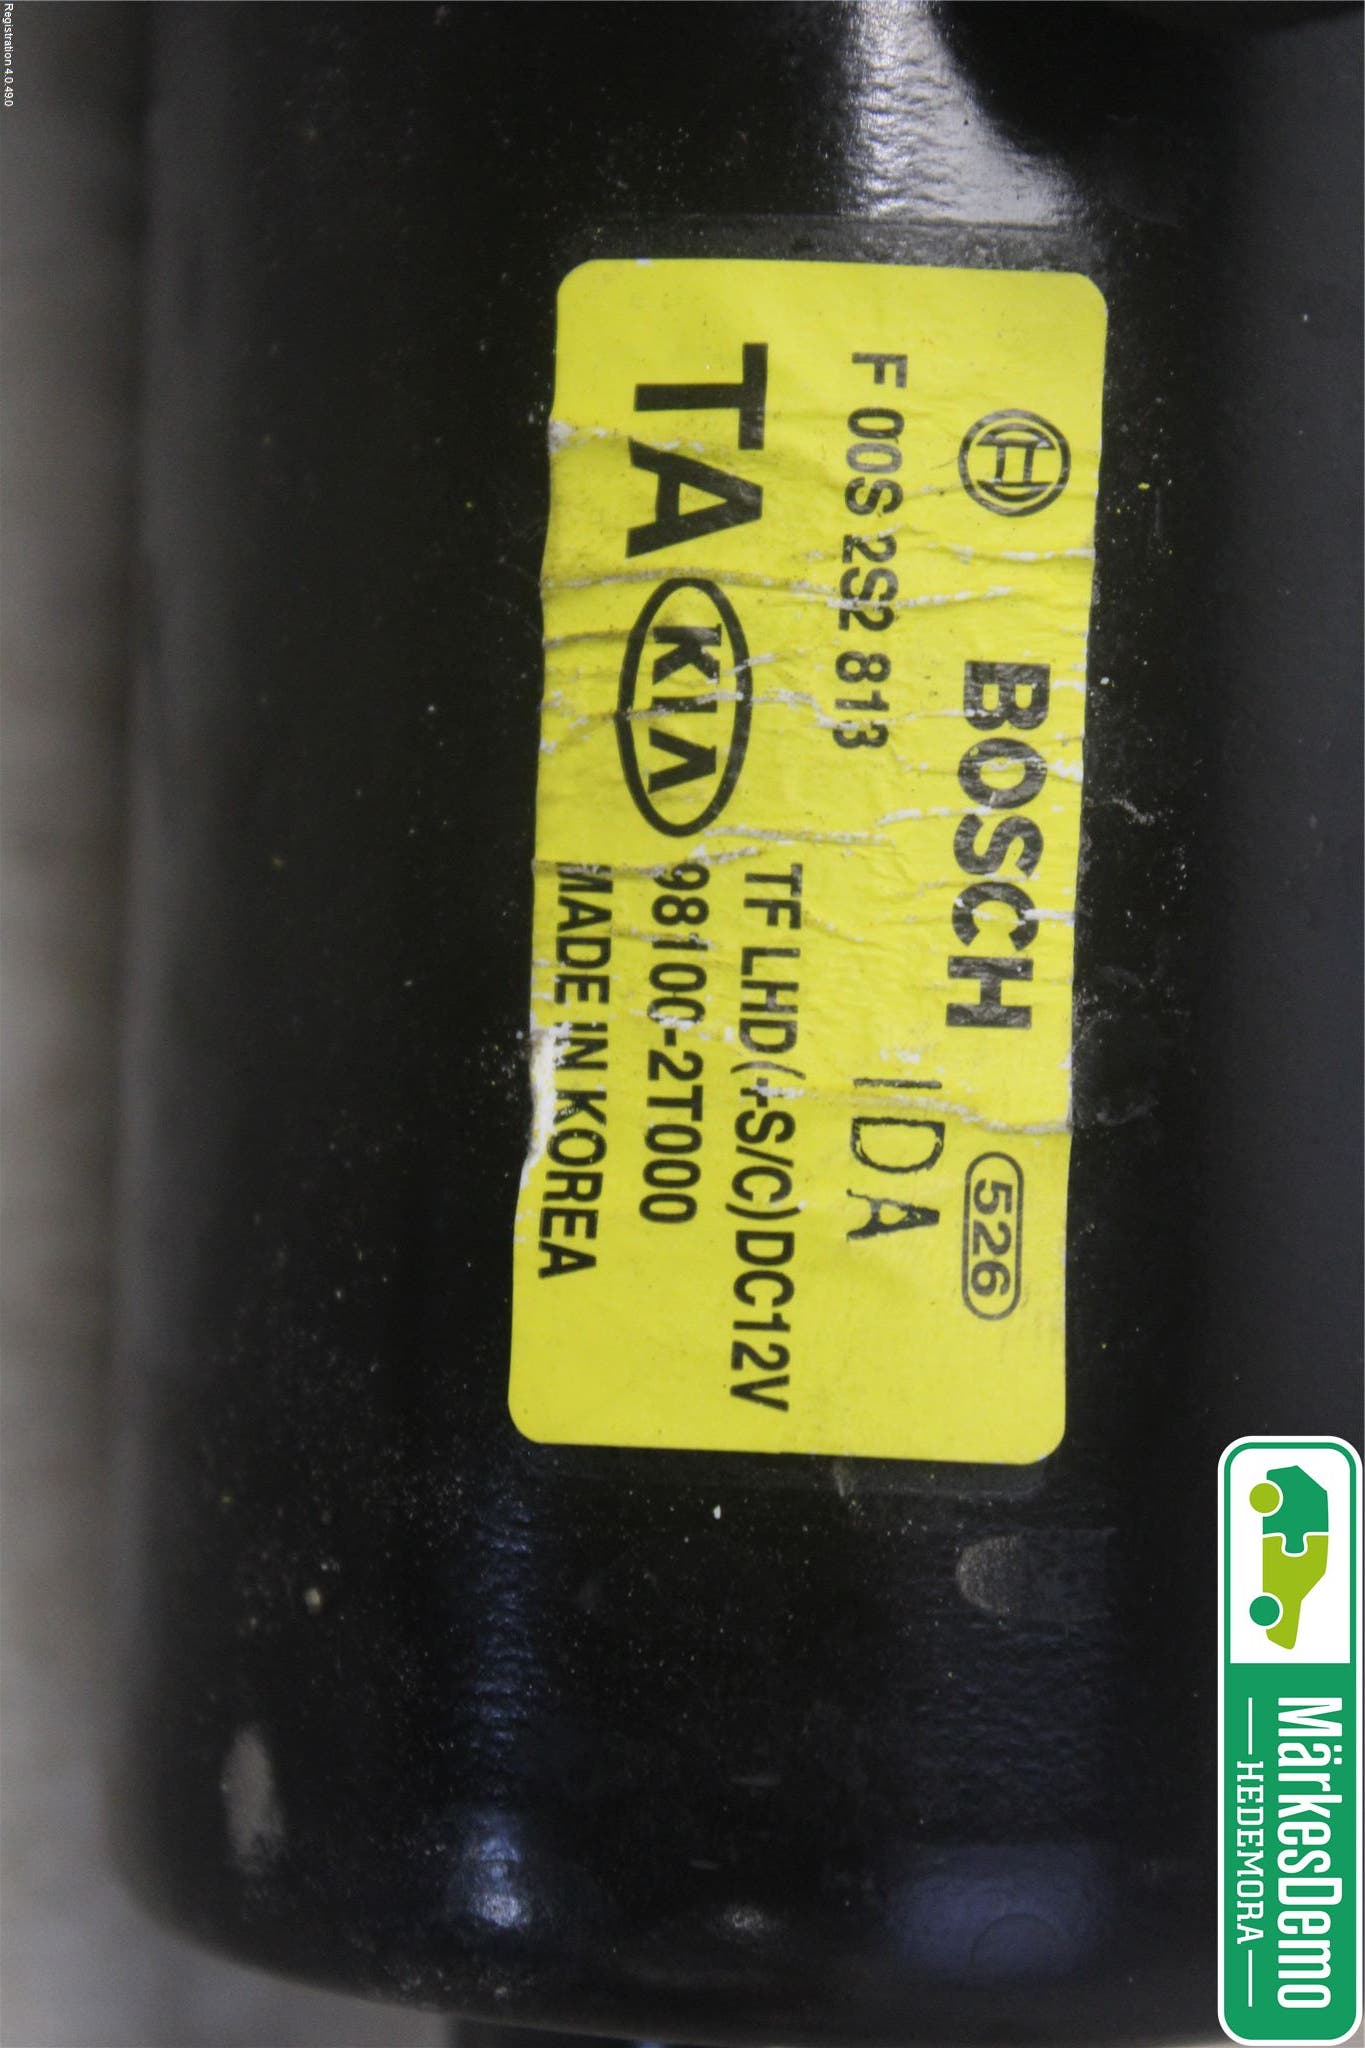 BOSCH 526
F 00S 2S2 813 1DA
TF LHD(+S/C)DC12V
TA KIA 98100-2T000
MADE IN KOREA
MärkesDemo
HEDEMORA
Registration 4.0.49.0